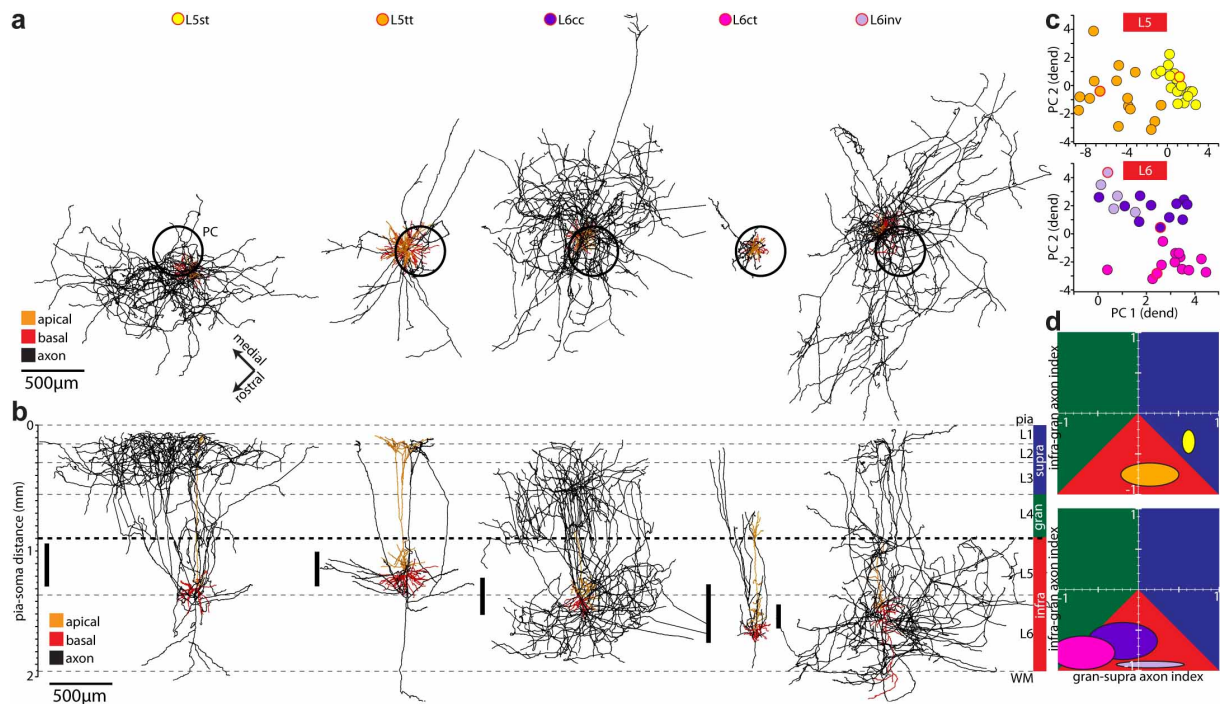 a
L5st
L5tt
L6cc
L6ct
L6inv
PC
apical
basal
axon
500µm
medial
rostral
b
0
1
2
pia-soma distance (mm)
apical
basal
axon
500µm
pia
L1
L2
L3
L4
L5
L6
WM
supra
gran
infra
c
L5
4
2
0
-2
-4
PC 2 (dend)
-8
-4
0
4
L6
4
2
0
-2
-4
PC 2 (dend)
0
2
4
PC 1 (dend)
d
1
-1
1
-1
infra-gran axon index
1
-1
1
-1
infra-gran axon index
gran-supra axon index